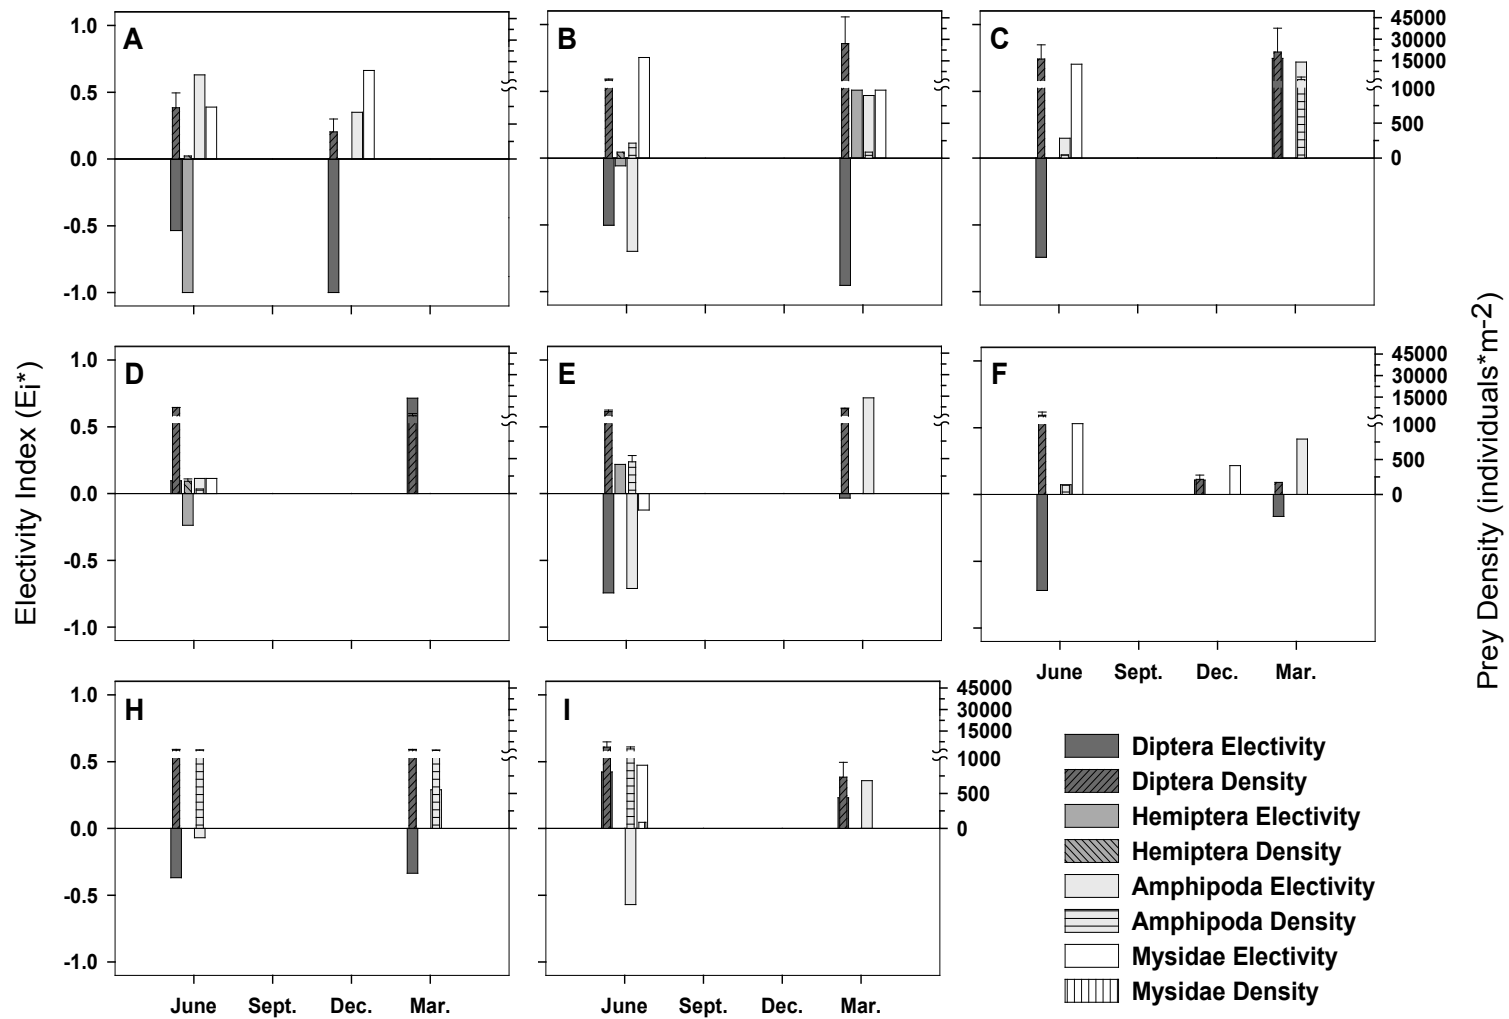 A
1.0
0.5
0.0
-0.5
-1.0
B
C
45000
30000
15000
1000
500
0
D
1.0
0.5
0.0
-0.5
-1.0
E
F
45000
30000
15000
1000
500
0
June Sept. Dec. Mar.
H
1.0
0.5
0.0
-0.5
-1.0
June Sept. Dec. Mar.
I
45000
30000
15000
1000
500
0
June Sept. Dec. Mar.
Electivity Index (Ei*)
Prey Density (individuals*m-2)
Diptera Electivity
Diptera Density
Hemiptera Electivity
Hemiptera Density
Amphipoda Electivity
Amphipoda Density
Mysidae Electivity
Mysidae Density